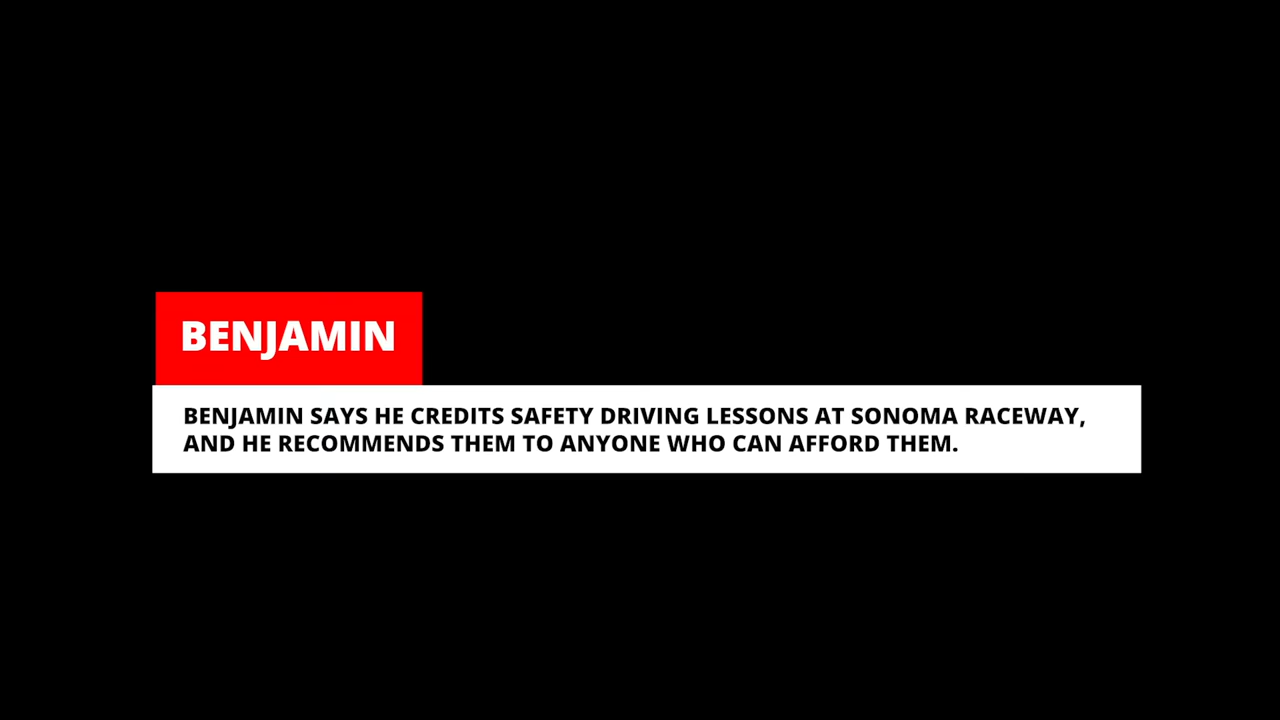 BENJAMIN
BENJAMIN SAYS HE CREDITS SAFETY DRIVING LESSONS AT SONOMA RACEWAY,
AND HE RECOMMENDS THEM TO ANYONE WHO CAN AFFORD THEM.